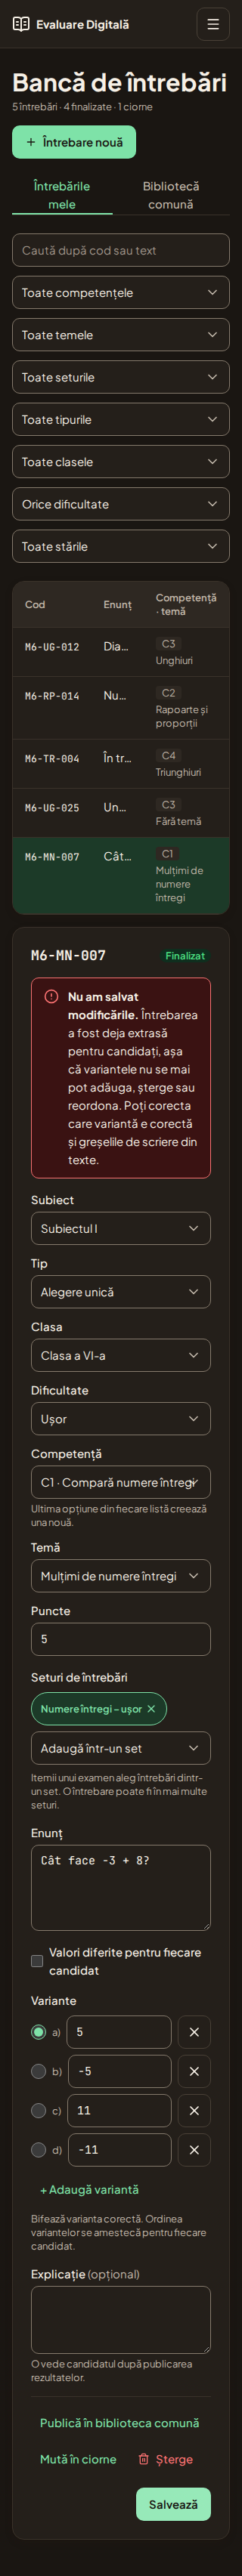 Evaluare Digitală
Bancă de întrebări
5 întrebări · 4 finalizate · 1 ciorne
+ Întrebare nouă
Întrebările mele
Bibliotecă comună
Caută după cod sau text
Toate competențele
Toate temele
Toate seturile
Toate tipurile
Toate clasele
Orice dificultate
Toate stările
Cod Enunț Competență · temă
M6-UG-012 Dia… C3
Unghiuri
M6-RP-014 Nu… C2
Rapoarte și
proporții
M6-TR-004 În tr… C4
Triunghiuri
M6-UG-025 Un… C3
Fără temă
M6-MN-007 Cât… C1
Mulțimi de
numere
întregi
M6-MN-007 Finalizat
Nu am salvat
modificările. Întrebarea
a fost deja extrasă
pentru candidați, așa
că variantele nu se mai
pot adăuga, șterge sau
reordona. Poți corecta
care variantă e corectă
și greșelile de scriere din
texte.
Subiect
Subiectul I
Tip
Alegere unică
Clasa
Clasa a VI-a
Dificultate
Ușor
Competență
C1 · Compară numere întregi
Ultima opțiune din fiecare listă creează
una nouă.
Temă
Mulțimi de numere întregi
Puncte
5
Seturi de întrebări
Numere întregi – ușor
Adaugă într-un set
Itemii unui examen aleg întrebări dintr-
un set. O întrebare poate fi în mai multe
seturi.
Enunț
Cât face -3 + 8?
Valori diferite pentru fiecare
candidat
Variante
a) 5
b) -5
c) 11
d) -11
+ Adaugă variantă
Bifează varianta corectă. Ordinea
variantelor se amestecă pentru fiecare
candidat.
Explicație (opțional)
O vede candidatul după publicarea
rezultatelor.
Publică în biblioteca comună
Mută în ciorne Șterge
Salvează